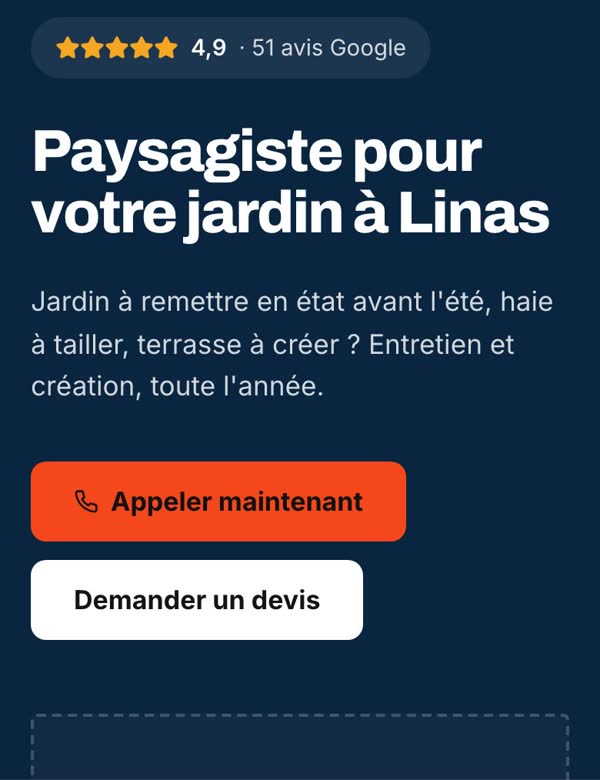 4,9 · 51 avis Google
Paysagiste pour
votre jardin à Linas
Jardin à remettre en état avant l'été, haie
à tailler, terrasse à créer ? Entretien et
création, toute l'année.
Appeler maintenant
Demander un devis